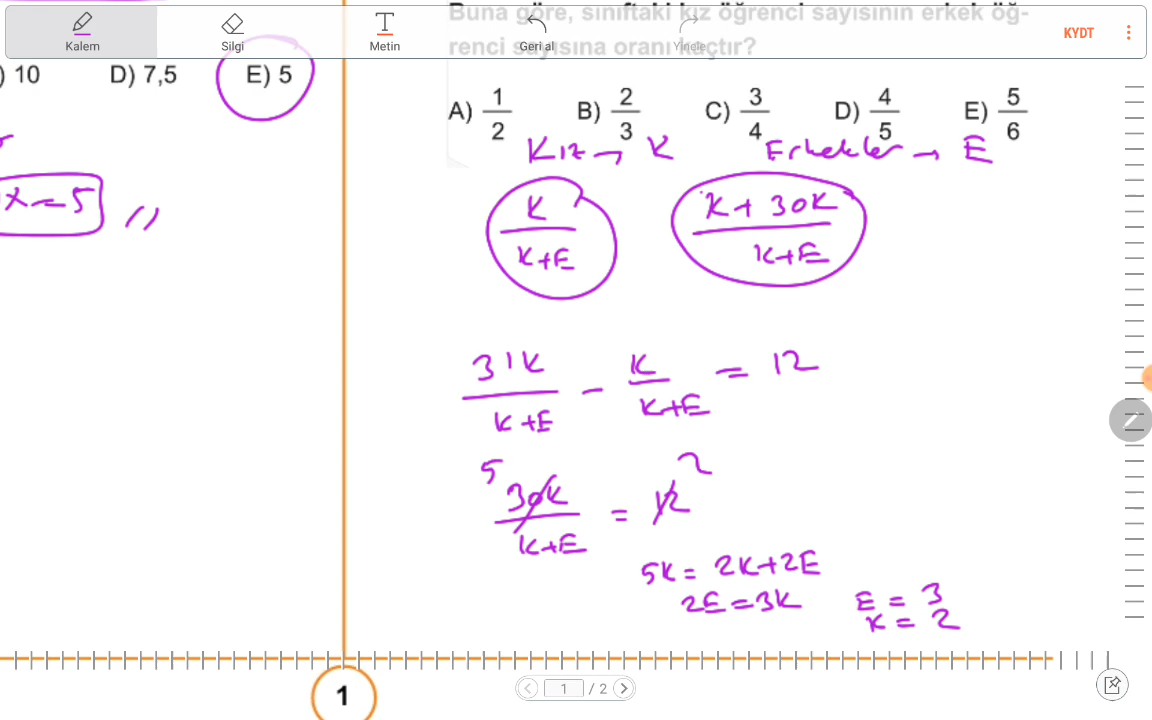 Buna göre, sınıftaki kız öğrenci sayısının erkek öğ-
renci sayısına oranı kaçtır?
Kalem
Silgi
Metin
Geri al
Yinele
KYDT
) 10 D) 7,5 E) 5
A) 1/2 B) 2/3 C) 3/4 D) 4/5 E) 5/6
Kız → K Erkekler → E
x=5 //
K/K+E K+30K/K+E
31K/K+E - K/K+E = 12
5 2
30K/K+E = 12
5K = 2K+2E
2E=3K
E = 3
K = 2
1
1 / 2